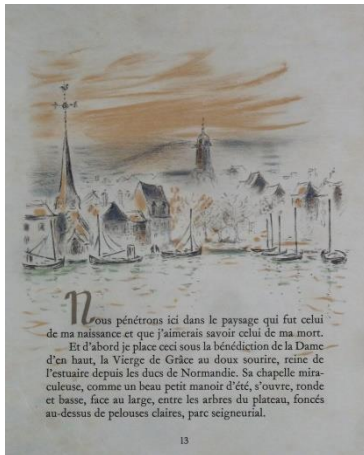 Nous pénétrons ici dans le paysage qui fut celui
de ma naissance et que j'aimerais savoir celui de ma mort.
Et d'abord je place ceci sous la bénédiction de la Dame
d'en haut, la Vierge de Grâce au doux sourire, reine de
l'estuaire depuis les ducs de Normandie. Sa chapelle mira-
culeuse, comme un beau petit manoir d'été, s'ouvre, ronde
et basse, face au large, entre les arbres du plateau, foncés
au-dessus de pelouses claires, parc seigneurial.
13